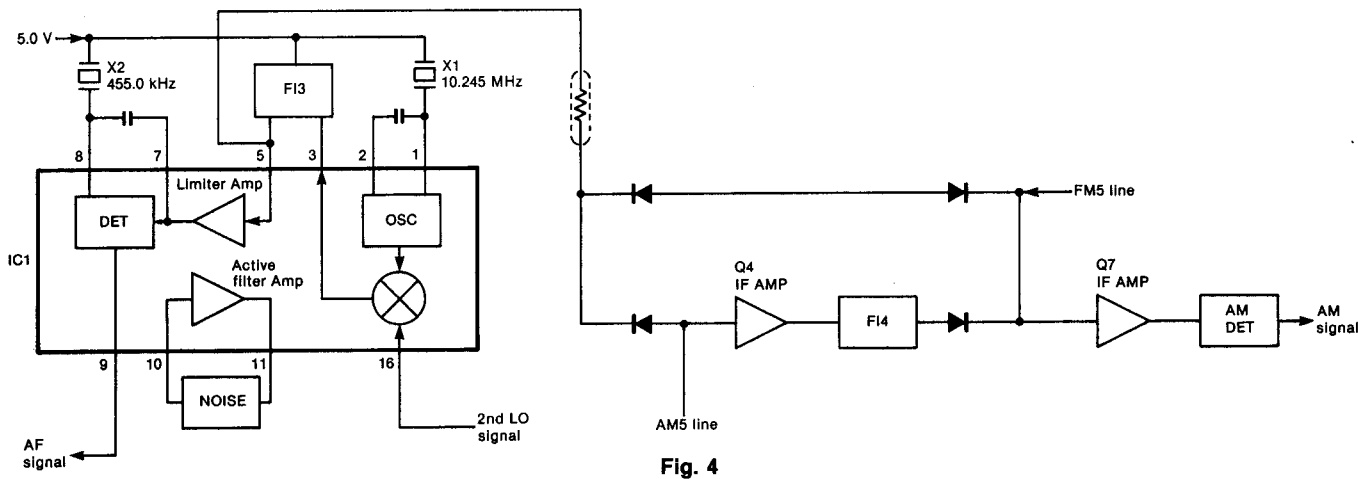 5.0 V
X2
455.0 kHz
FI3
X1
10.245 MHz
8
7
5
3
2
1
Limiter Amp
DET
OSC
FM5 line
IC1
Active
filter Amp
Q4
IF AMP
FI4
Q7
IF AMP
AM
DET
AM
signal
9
10
11
16
NOISE
2nd LO
signal
AM5 line
AF
signal
Fig. 4